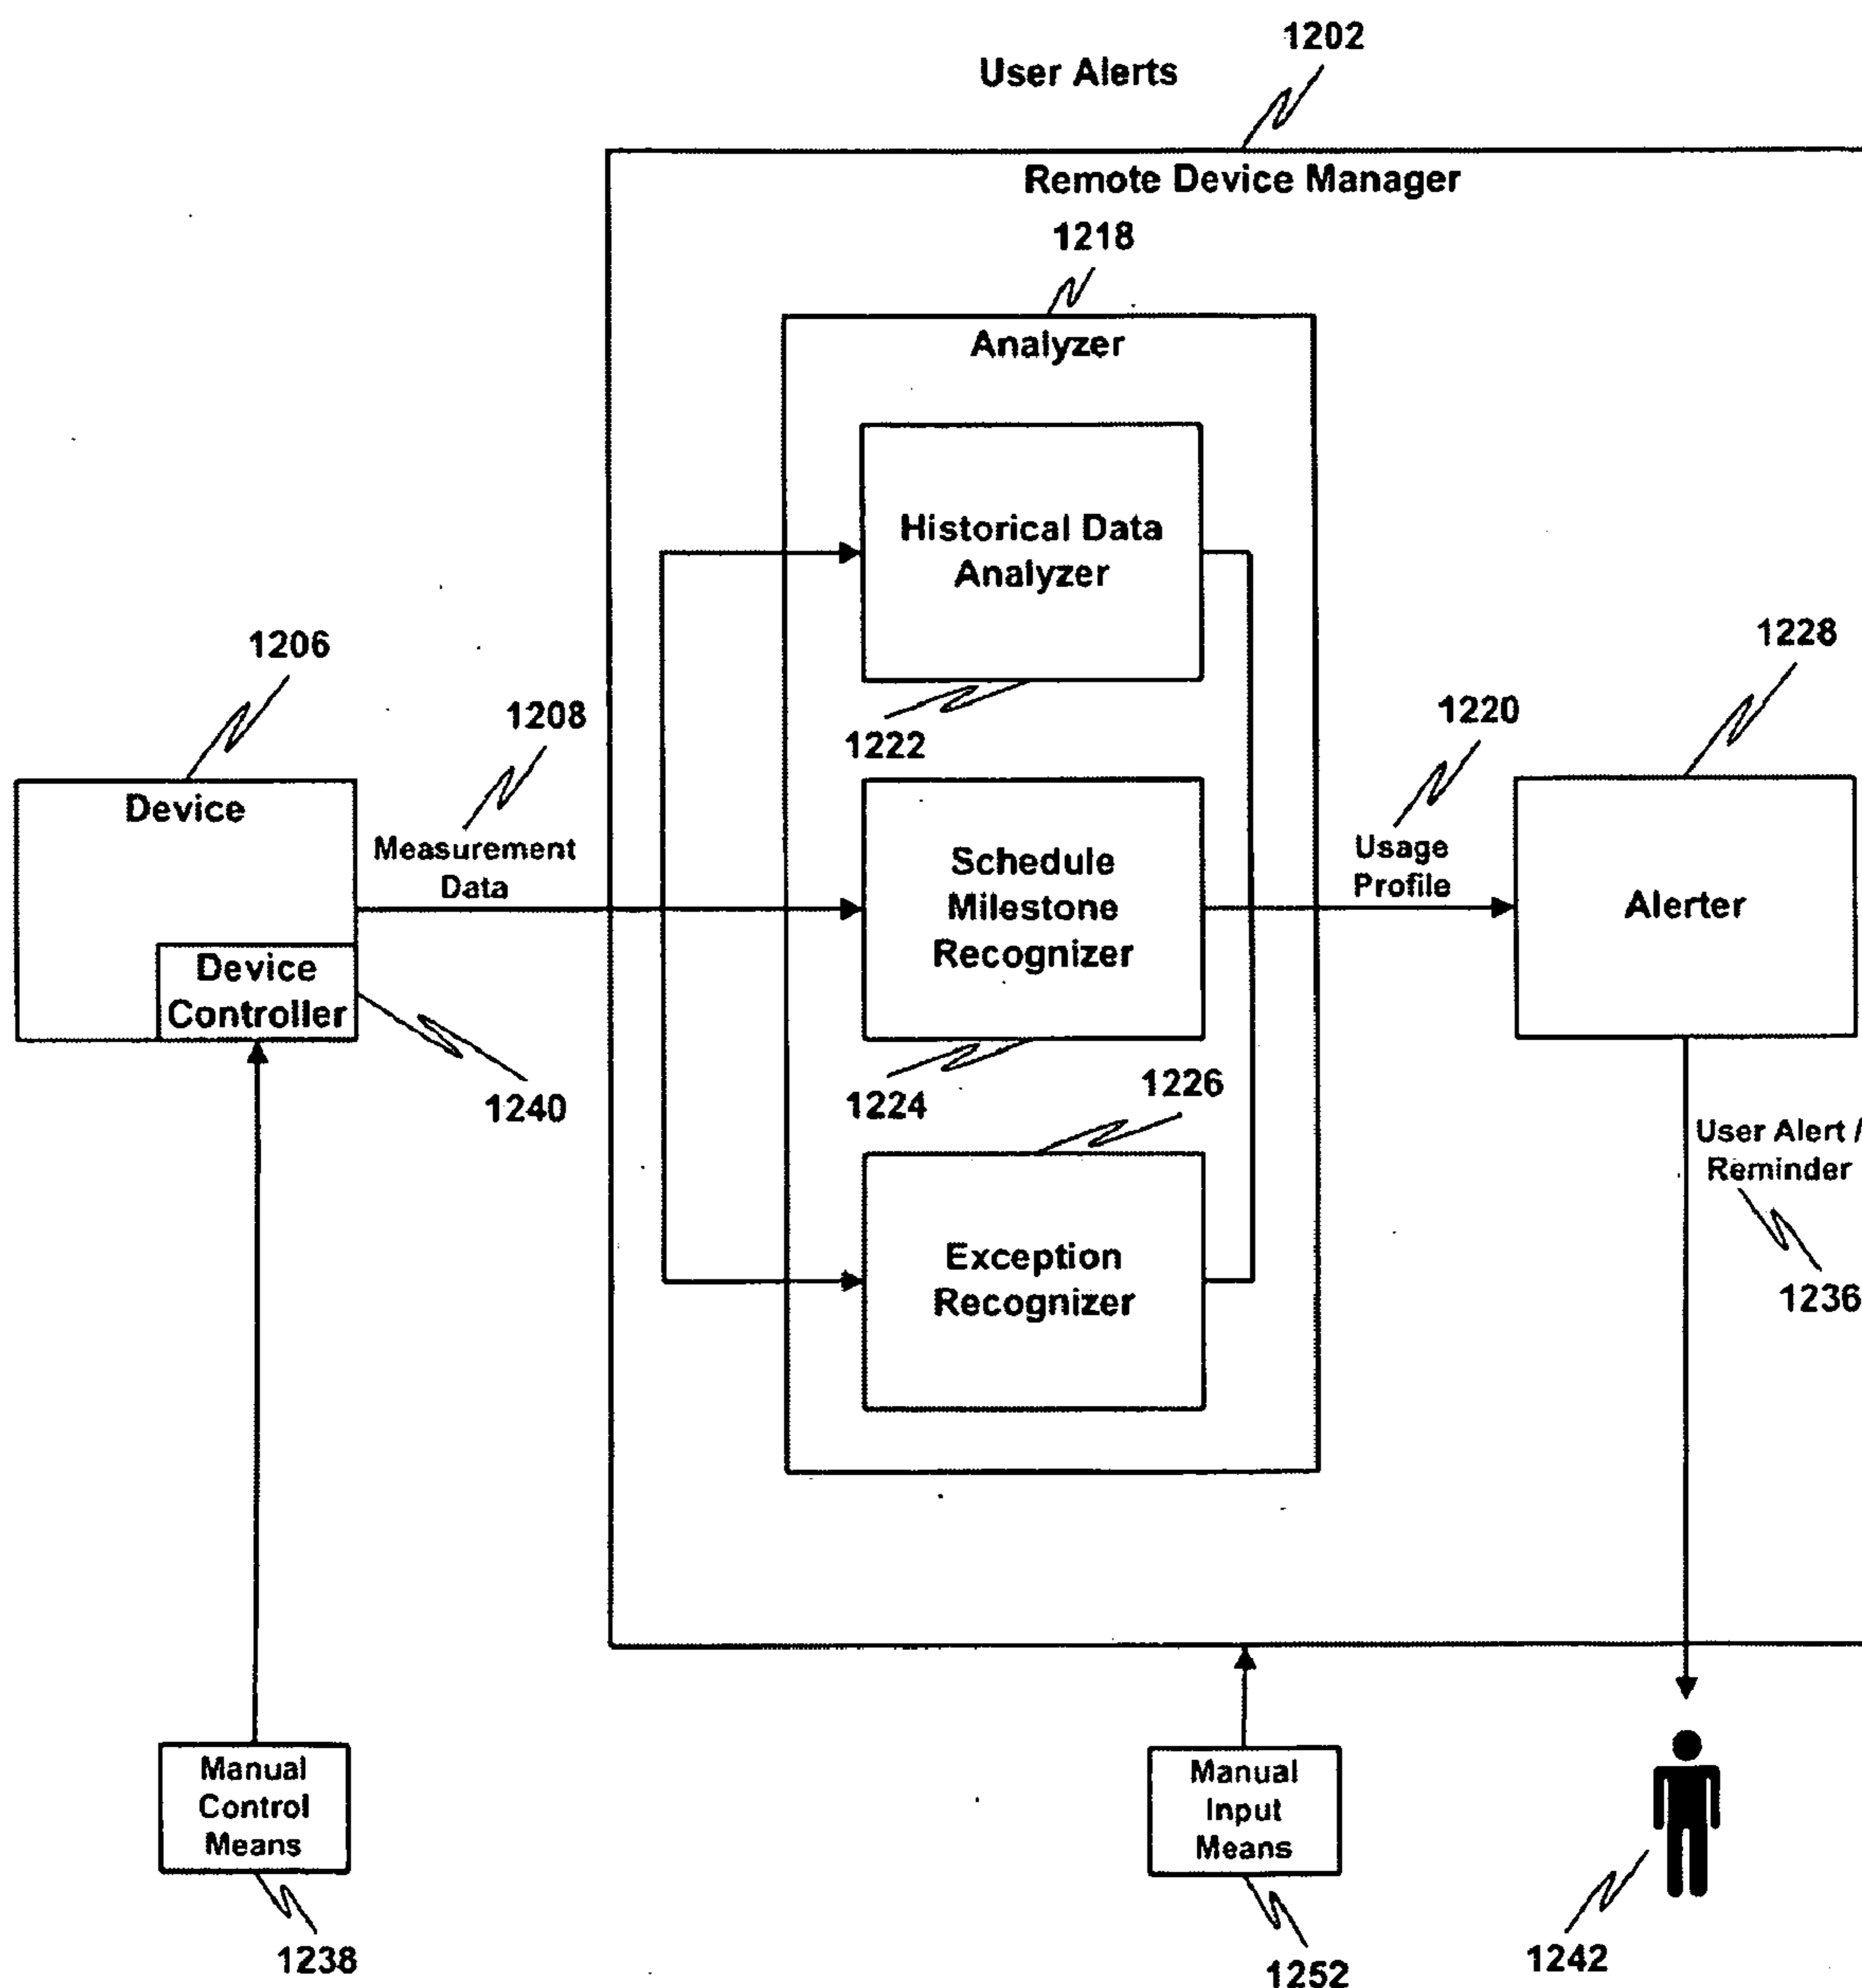 1202
User Alerts
Remote Device Manager
1218
Analyzer
Historical Data
Analyzer
1206
1208
1222
1220
1228
Device
Measurement
Data
Schedule
Milestone
Recognizer
Usage
Profile
Alerter
Device
Controller
1240
1224
1226
User Alert /
Reminder
Exception
Recognizer
1236
Manual
Control
Means
Manual
Input
Means
1238
1252
1242